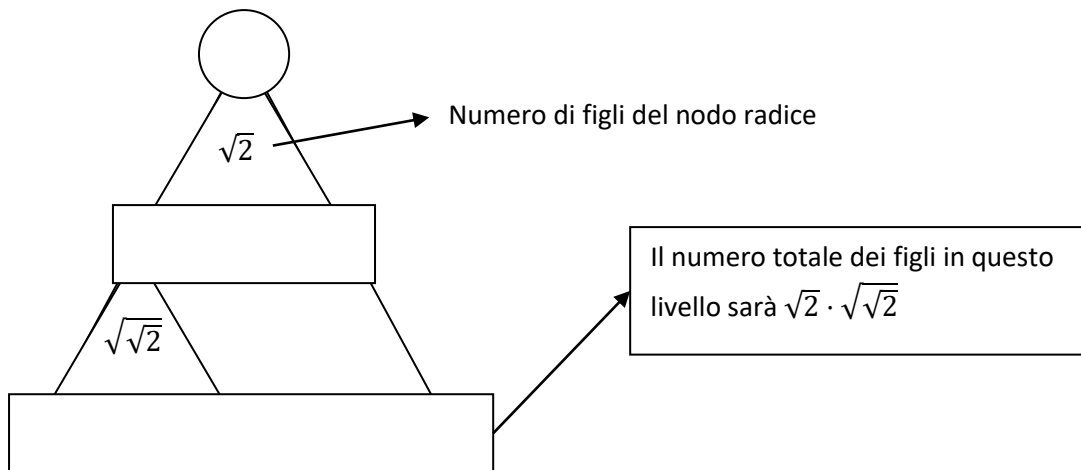 Numero di figli del nodo radice
√2
Il numero totale dei figli in questo
livello sarà √2 · √√2
√√2